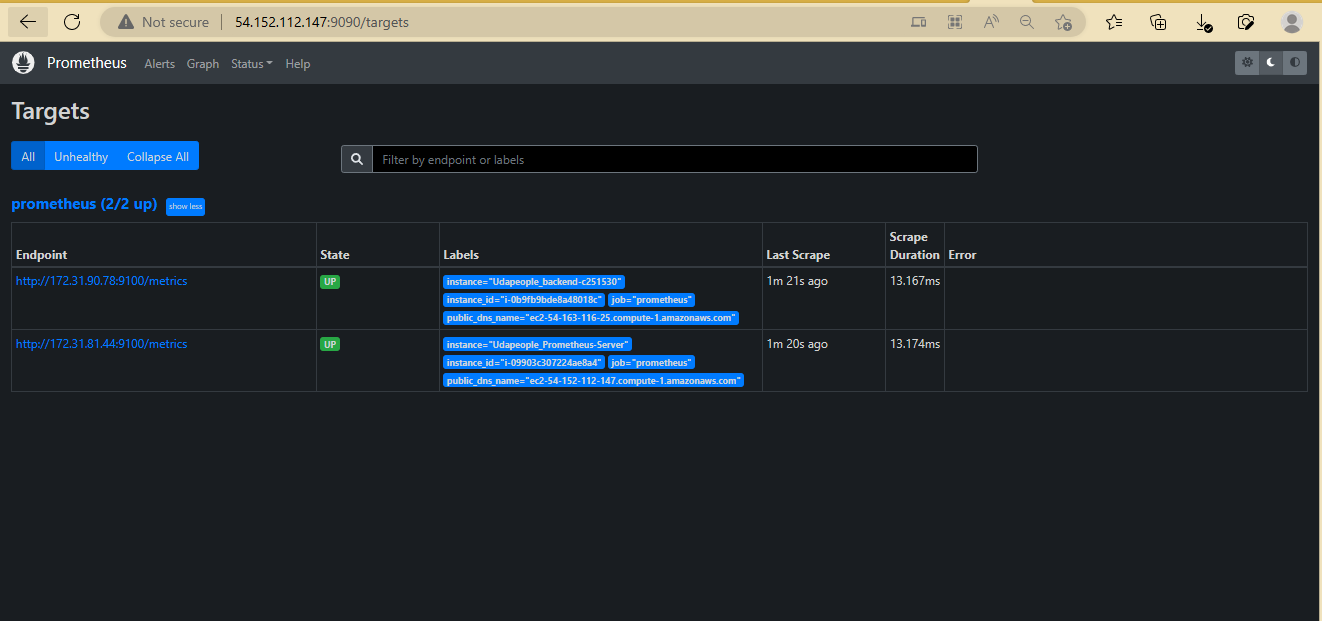 Not secure | 54.152.112.147:9090/targets
Prometheus Alerts Graph Status Help
Targets
All Unhealthy Collapse All Filter by endpoint or labels
prometheus (2/2 up) show less
Endpoint State Labels Last Scrape Scrape Duration Error
http://172.31.90.78:9100/metrics UP instance="Udapeople_backend-c251530" 1m 21s ago 13.167ms
instance_id="i-0b9fb9bde8a48018c" job="prometheus"
public_dns_name="ec2-54-163-116-25.compute-1.amazonaws.com"
http://172.31.81.44:9100/metrics UP instance="Udapeople_Prometheus-Server" 1m 20s ago 13.174ms
instance_id="i-09903c307224ae8a4" job="prometheus"
public_dns_name="ec2-54-152-112-147.compute-1.amazonaws.com"